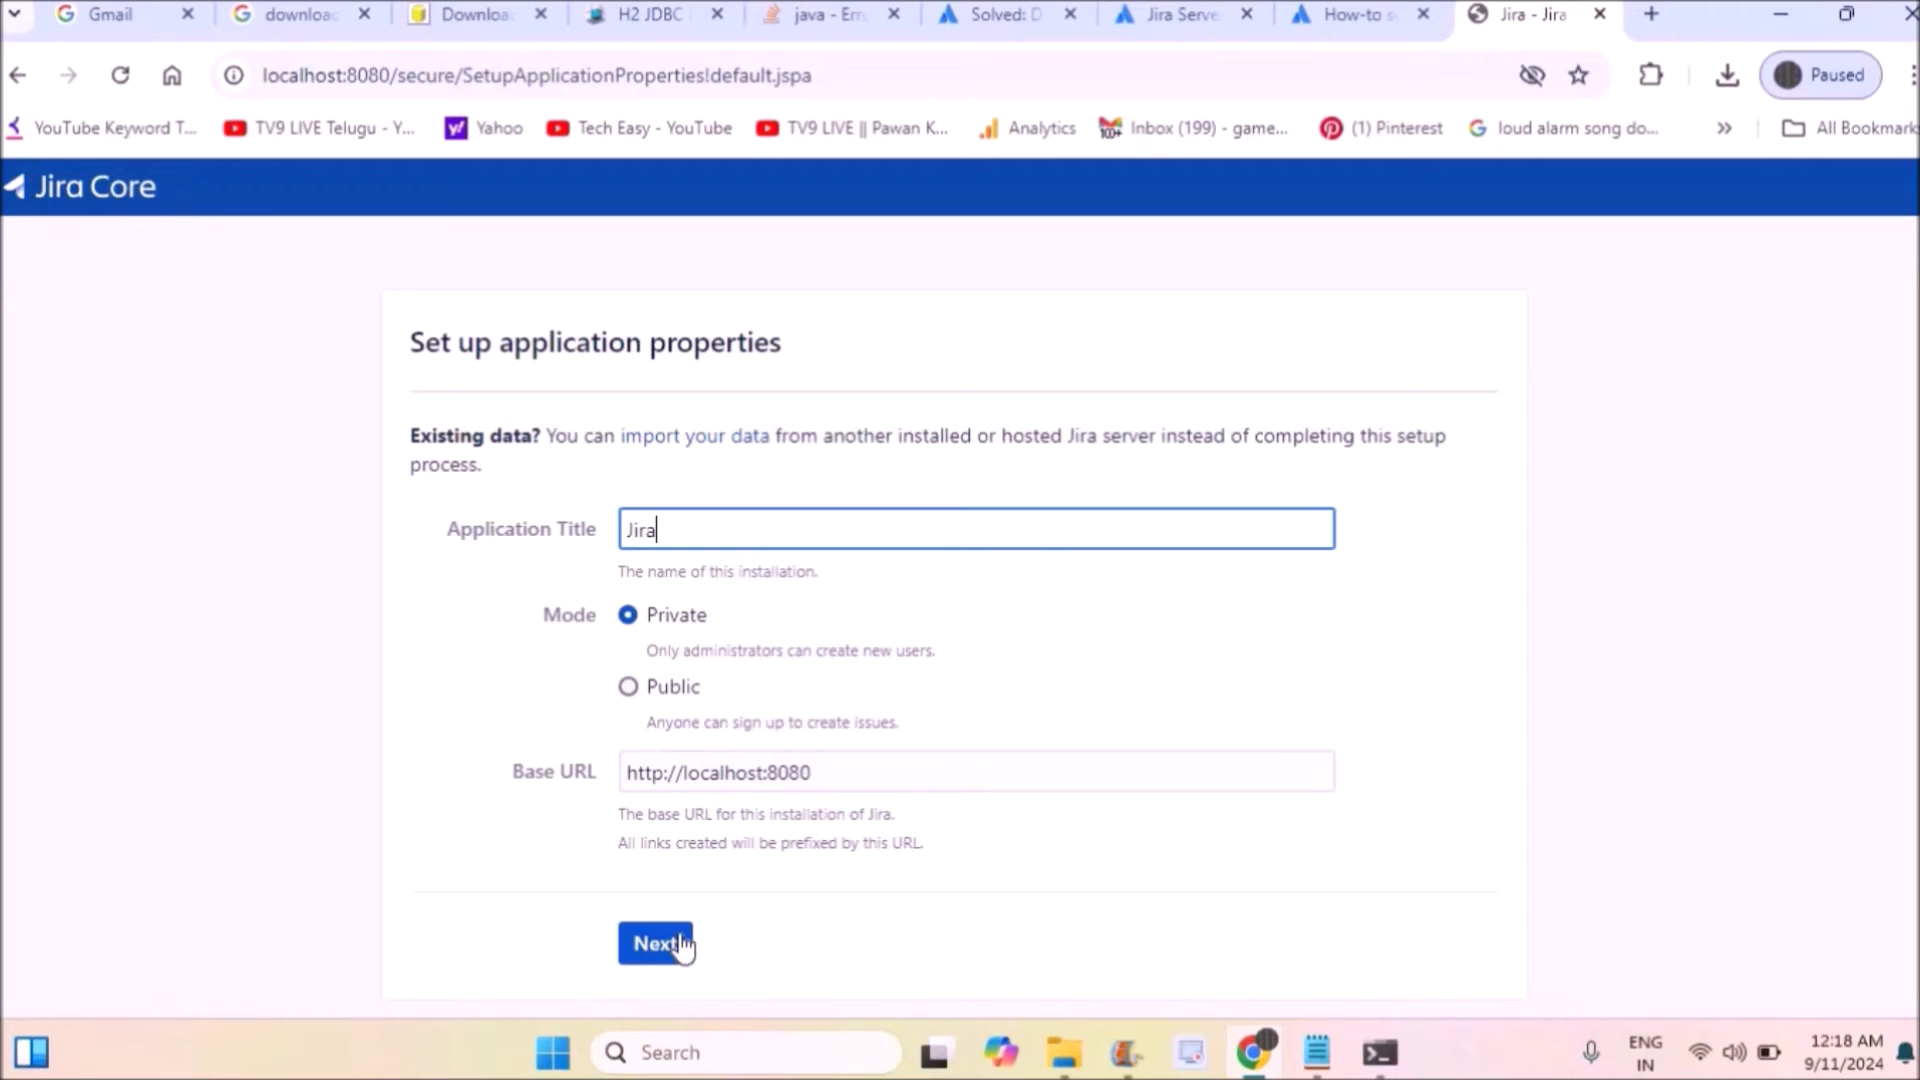 Gmail
downloac
Downloa
H2 JDBC
java - Err
Solved: D
Jira Serve
How-to s
Jira - Jira
localhost:8080/secure/SetupApplicationProperties!default.jspa
Paused
YouTube Keyword T...
TV9 LIVE Telugu - Y...
Yahoo
Tech Easy - YouTube
TV9 LIVE || Pawan K...
Analytics
100+
Inbox (199) - game...
(1) Pinterest
loud alarm song do...
All Bookmark
Jira Core
Set up application properties
Existing data? You can import your data from another installed or hosted Jira server instead of completing this setup
process.
Application Title
Jira
The name of this installation.
Mode
Private
Only administrators can create new users.
Public
Anyone can sign up to create issues.
Base URL
http://localhost:8080
The base URL for this installation of Jira.
All links created will be prefixed by this URL.
Next
Search
ENG
IN
12:18 AM
9/11/2024